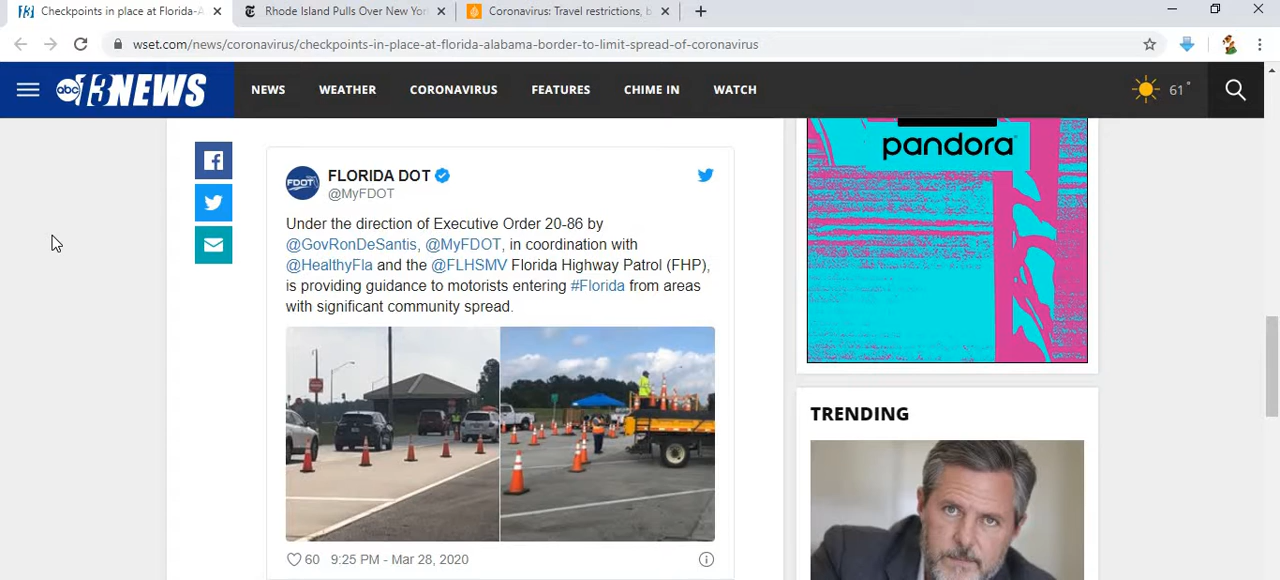 Checkpoints in place at Florida-A
Rhode Island Pulls Over New Yor
Coronavirus: Travel restrictions, b
wset.com/news/coronavirus/checkpoints-in-place-at-florida-alabama-border-to-limit-spread-of-coronavirus
abc 13 NEWS
NEWS
WEATHER
CORONAVIRUS
FEATURES
CHIME IN
WATCH
61°
FLORIDA DOT
@MyFDOT
FDOT
Under the direction of Executive Order 20-86 by
@GovRonDeSantis, @MyFDOT, in coordination with
@HealthyFla and the @FLHSMV Florida Highway Patrol (FHP),
is providing guidance to motorists entering #Florida from areas
with significant community spread.
60 9:25 PM - Mar 28, 2020
pandora
TRENDING